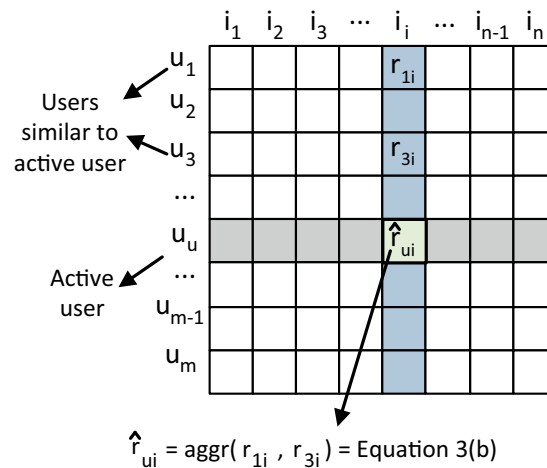 i₁ i₂ i₃ ... iᵢ ... iₙ₋₁ iₙ
u₁ r₁ᵢ
u₂
Users
similar to
active user
u₃ r₃ᵢ
...
uᵤ r̂ᵤᵢ
Active
user
...
uₘ₋₁
uₘ
r̂ᵤᵢ = aggr( r₁ᵢ , r₃ᵢ) = Equation 3(b)